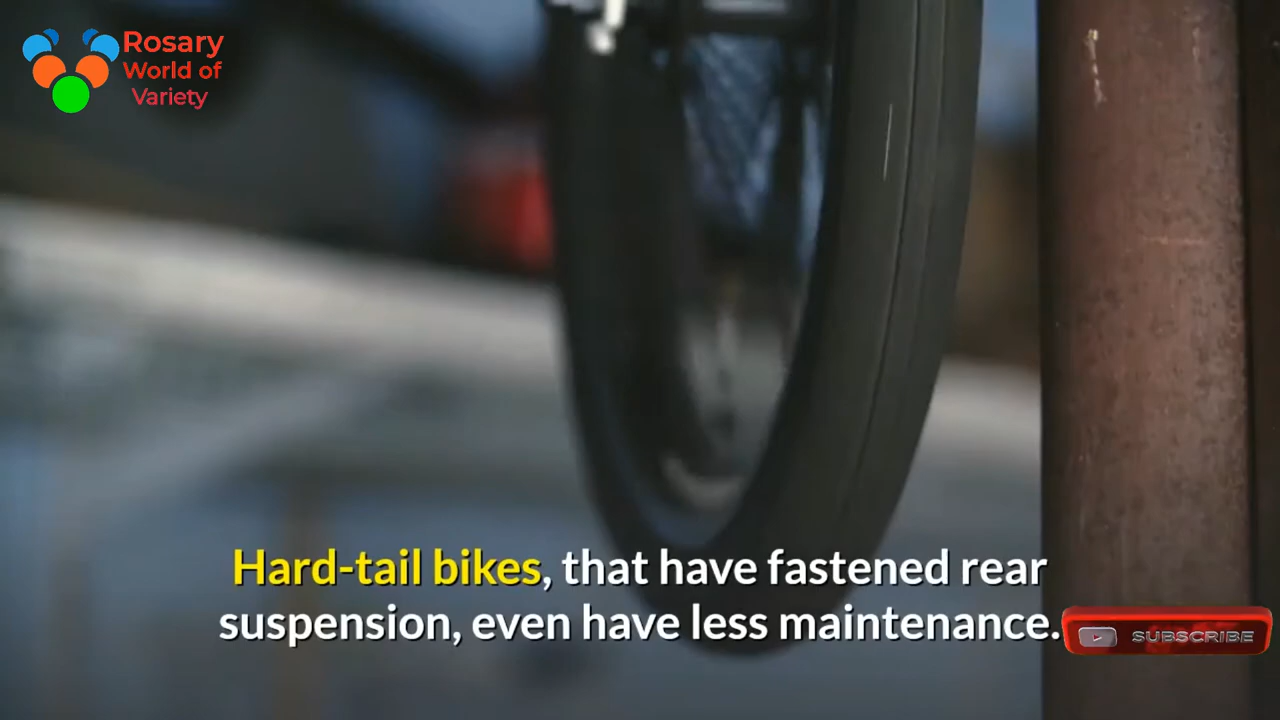 Rosary
World of
Variety
Hard-tail bikes, that have fastened rear
suspension, even have less maintenance.
SUBSCRIBE